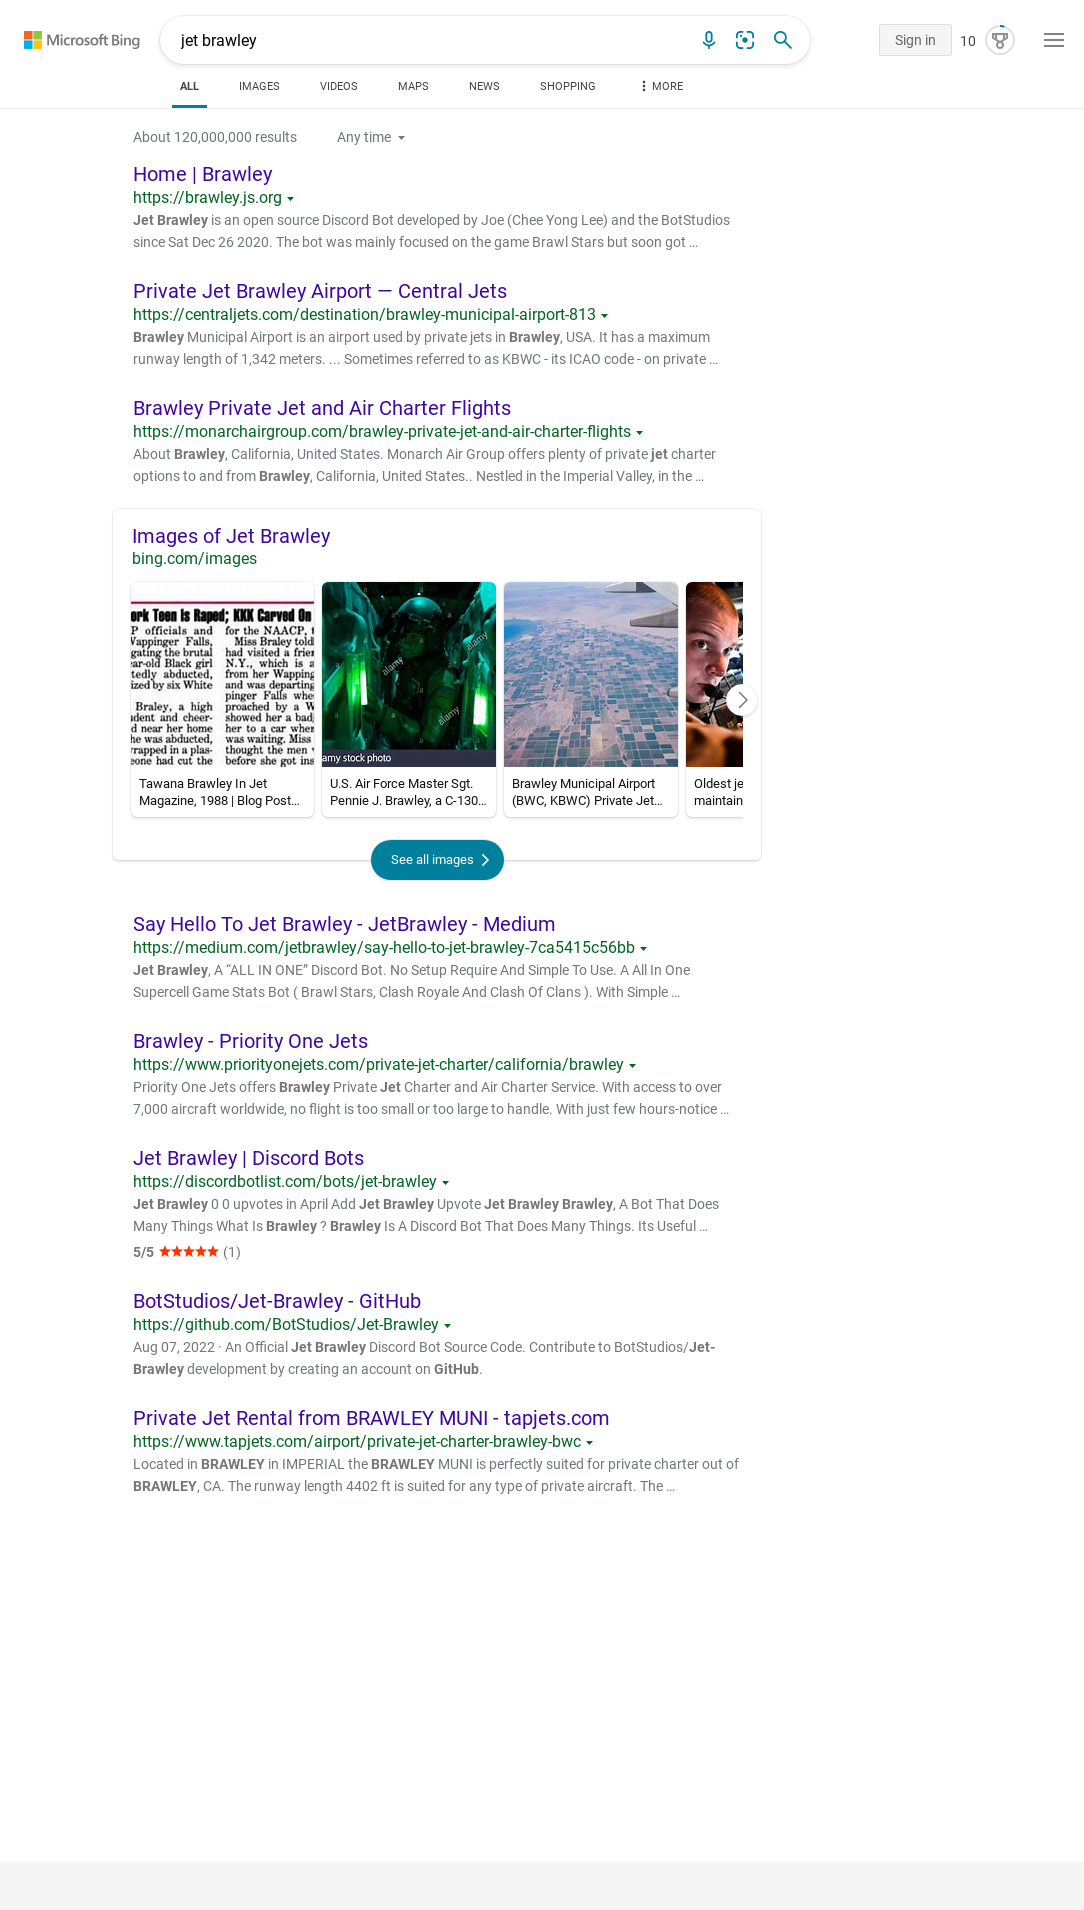 Microsoft Bing
jet brawley
Sign in
10
ALL
IMAGES
VIDEOS
MAPS
NEWS
SHOPPING
MORE
About 120,000,000 results
Any time
Home | Brawley
https://brawley.js.org
Jet Brawley is an open source Discord Bot developed by Joe (Chee Yong Lee) and the BotStudios
since Sat Dec 26 2020. The bot was mainly focused on the game Brawl Stars but soon got …
Private Jet Brawley Airport — Central Jets
https://centraljets.com/destination/brawley-municipal-airport-813
Brawley Municipal Airport is an airport used by private jets in Brawley, USA. It has a maximum
runway length of 1,342 meters. ... Sometimes referred to as KBWC - its ICAO code - on private …
Brawley Private Jet and Air Charter Flights
https://monarchairgroup.com/brawley-private-jet-and-air-charter-flights
About Brawley, California, United States. Monarch Air Group offers plenty of private jet charter
options to and from Brawley, California, United States.. Nestled in the Imperial Valley, in the …
Images of Jet Brawley
bing.com/images
ork Teen Is Raped; KKK Carved On
P officials and
Wappinger Falls,
gating the brutal
ear-old Black girl
tedly abducted,
ized by six White
Braley, a high
dent and cheer-
d near her home
he was abducted,
wrapped in a plas-
eone had cut the
for the NAACP,
Miss Braley told
had visited a frien
N.Y., which is a
from her Wapping
and was departing
pinger Falls whe
proached by a W
showed her a bad
her to a car wher
was waiting. Miss
thought the men
before she got ins
a
alamy
alamy
alamy
amy stock photo
Tawana Brawley In Jet
Magazine, 1988 | Blog Post…
U.S. Air Force Master Sgt.
Pennie J. Brawley, a C-130…
Brawley Municipal Airport
(BWC, KBWC) Private Jet…
Oldest je
maintain
See all images
Say Hello To Jet Brawley - JetBrawley - Medium
https://medium.com/jetbrawley/say-hello-to-jet-brawley-7ca5415c56bb
Jet Brawley, A “ALL IN ONE” Discord Bot. No Setup Require And Simple To Use. A All In One
Supercell Game Stats Bot ( Brawl Stars, Clash Royale And Clash Of Clans ). With Simple …
Brawley - Priority One Jets
https://www.priorityonejets.com/private-jet-charter/california/brawley
Priority One Jets offers Brawley Private Jet Charter and Air Charter Service. With access to over
7,000 aircraft worldwide, no flight is too small or too large to handle. With just few hours-notice …
Jet Brawley | Discord Bots
https://discordbotlist.com/bots/jet-brawley
Jet Brawley 0 0 upvotes in April Add Jet Brawley Upvote Jet Brawley Brawley, A Bot That Does
Many Things What Is Brawley ? Brawley Is A Discord Bot That Does Many Things. Its Useful …
5/5 ★★★★★ (1)
BotStudios/Jet-Brawley - GitHub
https://github.com/BotStudios/Jet-Brawley
Aug 07, 2022 · An Official Jet Brawley Discord Bot Source Code. Contribute to BotStudios/Jet-
Brawley development by creating an account on GitHub.
Private Jet Rental from BRAWLEY MUNI - tapjets.com
https://www.tapjets.com/airport/private-jet-charter-brawley-bwc
Located in BRAWLEY in IMPERIAL the BRAWLEY MUNI is perfectly suited for private charter out of
BRAWLEY, CA. The runway length 4402 ft is suited for any type of private aircraft. The …